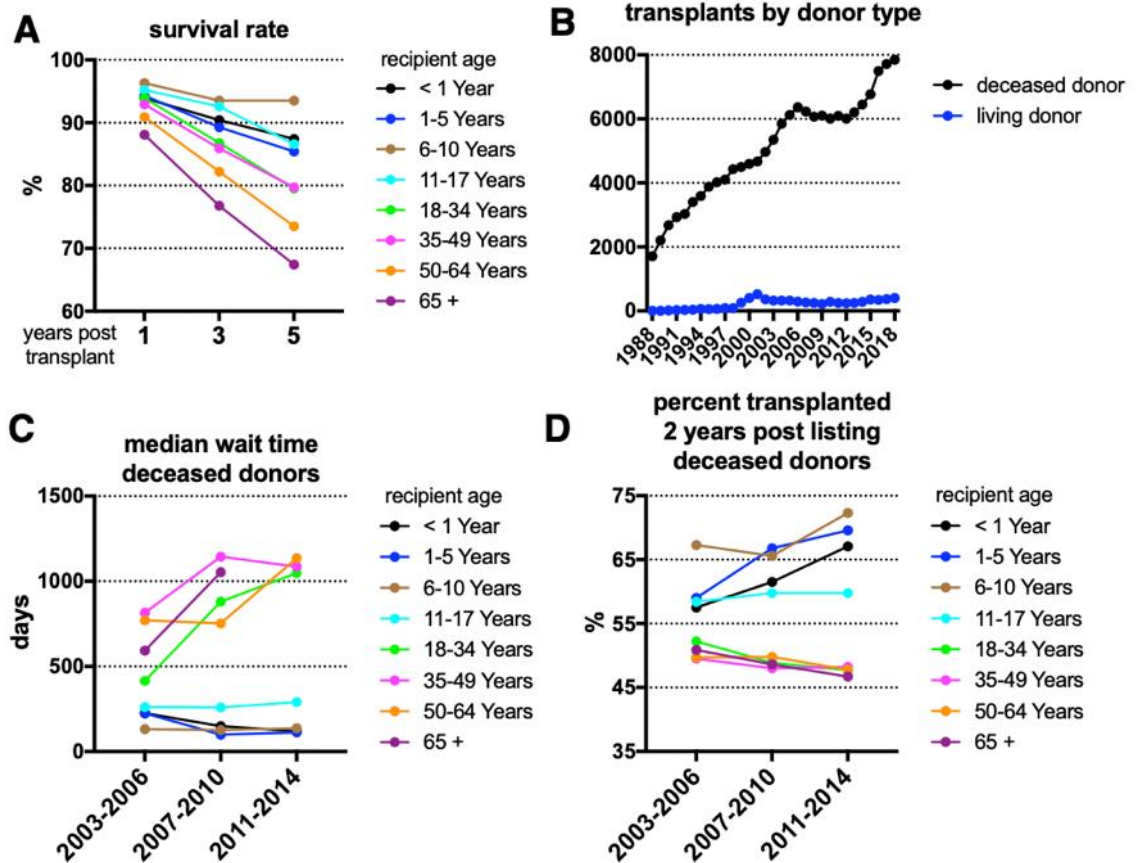 A
survival rate
100
90
80
70
60
%
years post
transplant
1
3
5
recipient age
< 1 Year
1-5 Years
6-10 Years
11-17 Years
18-34 Years
35-49 Years
50-64 Years
65 +
B
transplants by donor type
8000
6000
4000
2000
0
1988
1991
1994
1997
2000
2003
2006
2009
2012
2015
2018
deceased donor
living donor
C
median wait time
deceased donors
1500
1000
500
0
days
2003-2006
2007-2010
2011-2014
recipient age
< 1 Year
1-5 Years
6-10 Years
11-17 Years
18-34 Years
35-49 Years
50-64 Years
65 +
D
percent transplanted
2 years post listing
deceased donors
75
65
55
45
35
%
2003-2006
2007-2010
2011-2014
recipient age
< 1 Year
1-5 Years
6-10 Years
11-17 Years
18-34 Years
35-49 Years
50-64 Years
65 +